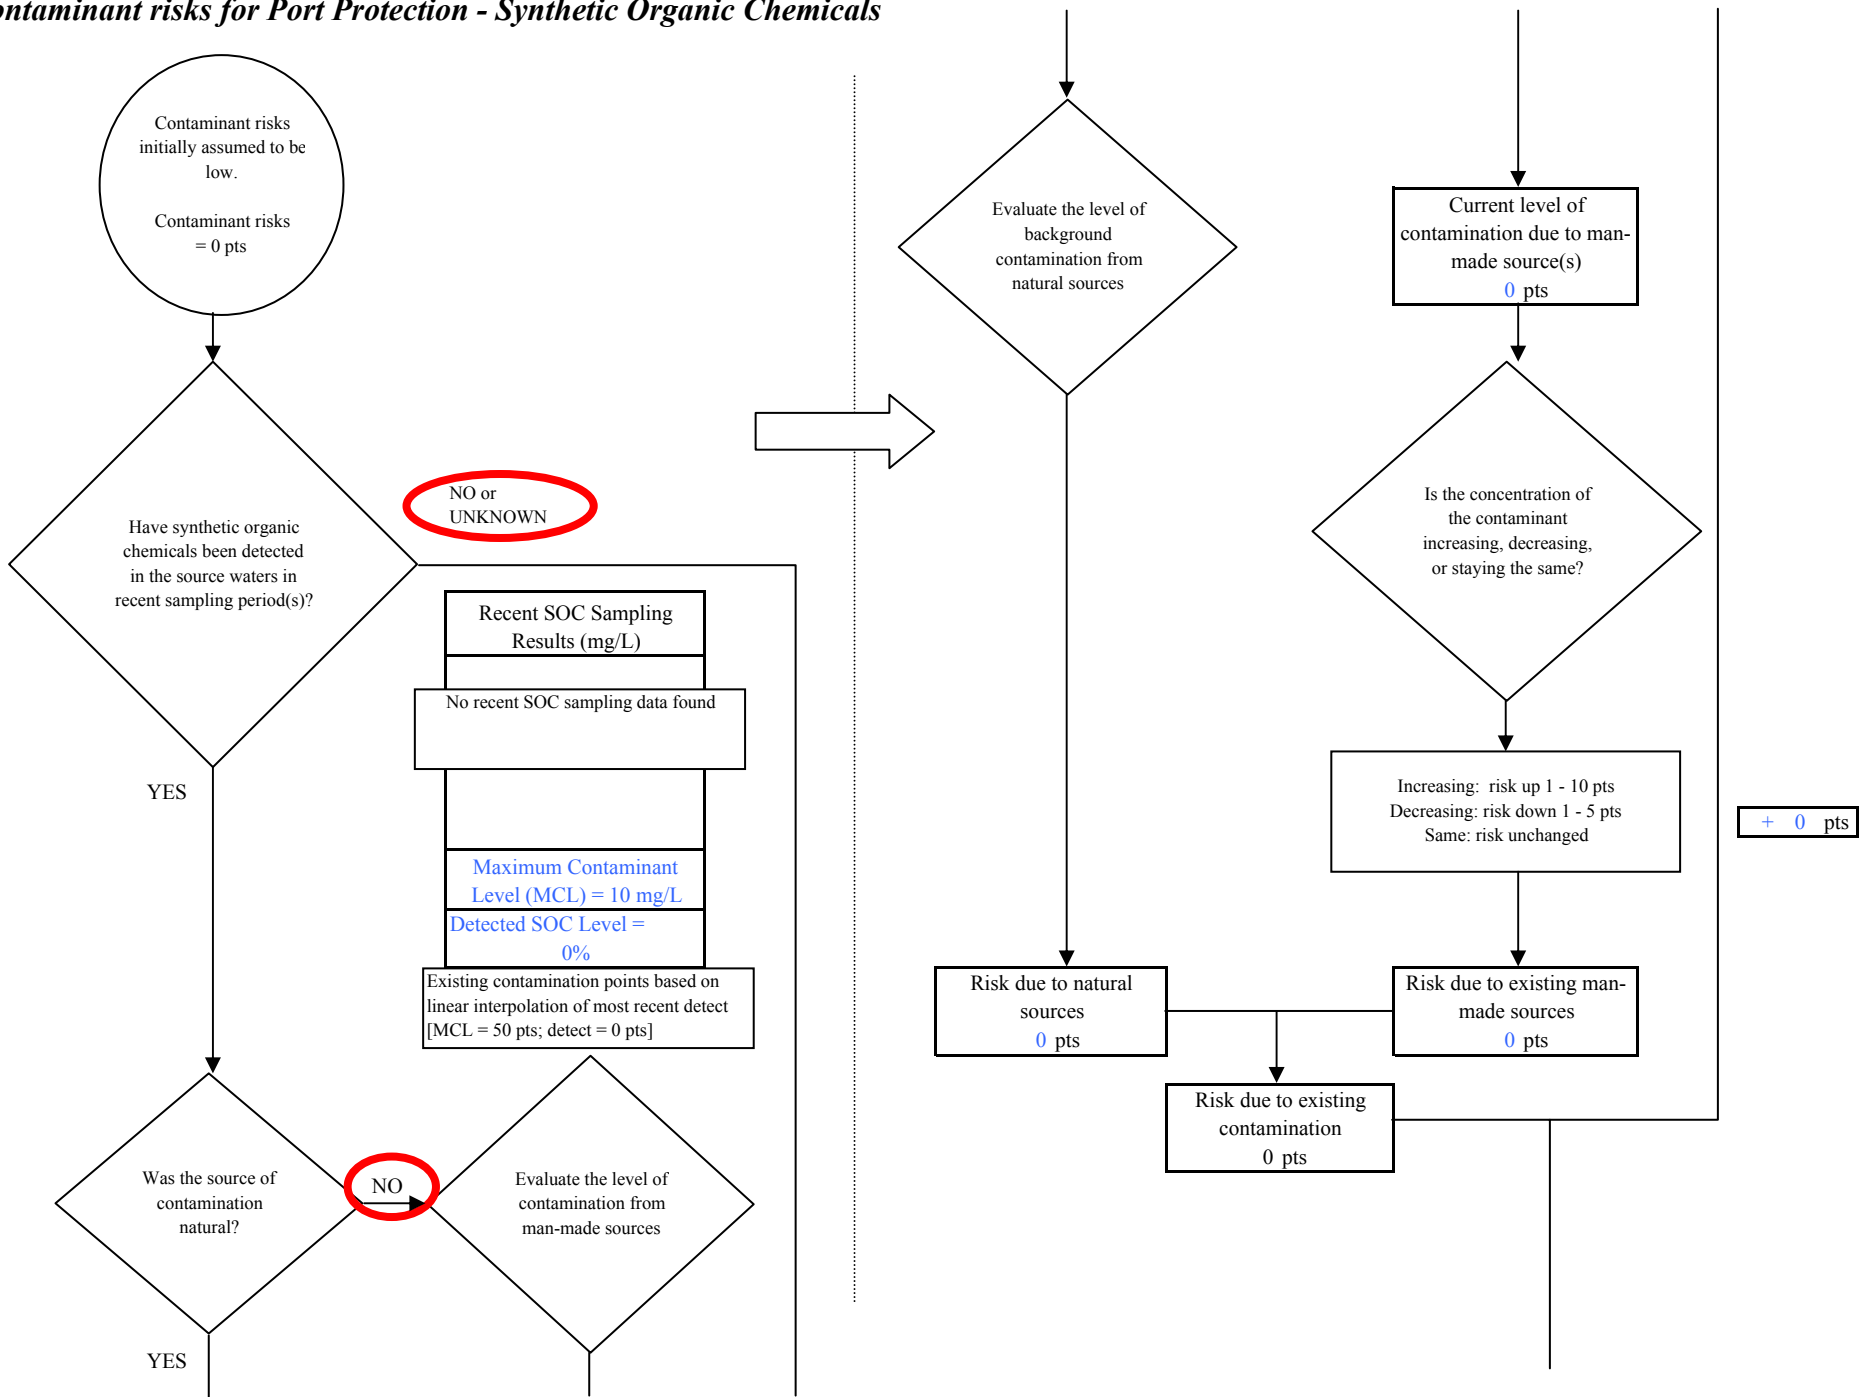 ontaminant risks for Port Protection - Synthetic Organic Chemicals
Contaminant risks
initially assumed to be
low.
Contaminant risks
= 0 pts
Have synthetic organic
chemicals been detected
in the source waters in
recent sampling period(s)?
NO or
UNKNOWN
YES
Recent SOC Sampling
Results (mg/L)
No recent SOC sampling data found
Maximum Contaminant
Level (MCL) = 10 mg/L
Detected SOC Level =
0%
Existing contamination points based on
linear interpolation of most recent detect
[MCL = 50 pts; detect = 0 pts]
Was the source of
contamination
natural?
NO
YES
Evaluate the level of
contamination from
man-made sources
Evaluate the level of
background
contamination from
natural sources
Current level of
contamination due to man-
made source(s)
0 pts
Is the concentration of
the contaminant
increasing, decreasing,
or staying the same?
Increasing: risk up 1 - 10 pts
Decreasing: risk down 1 - 5 pts
Same: risk unchanged
+ 0 pts
Risk due to natural
sources
0 pts
Risk due to existing man-
made sources
0 pts
Risk due to existing
contamination
0 pts